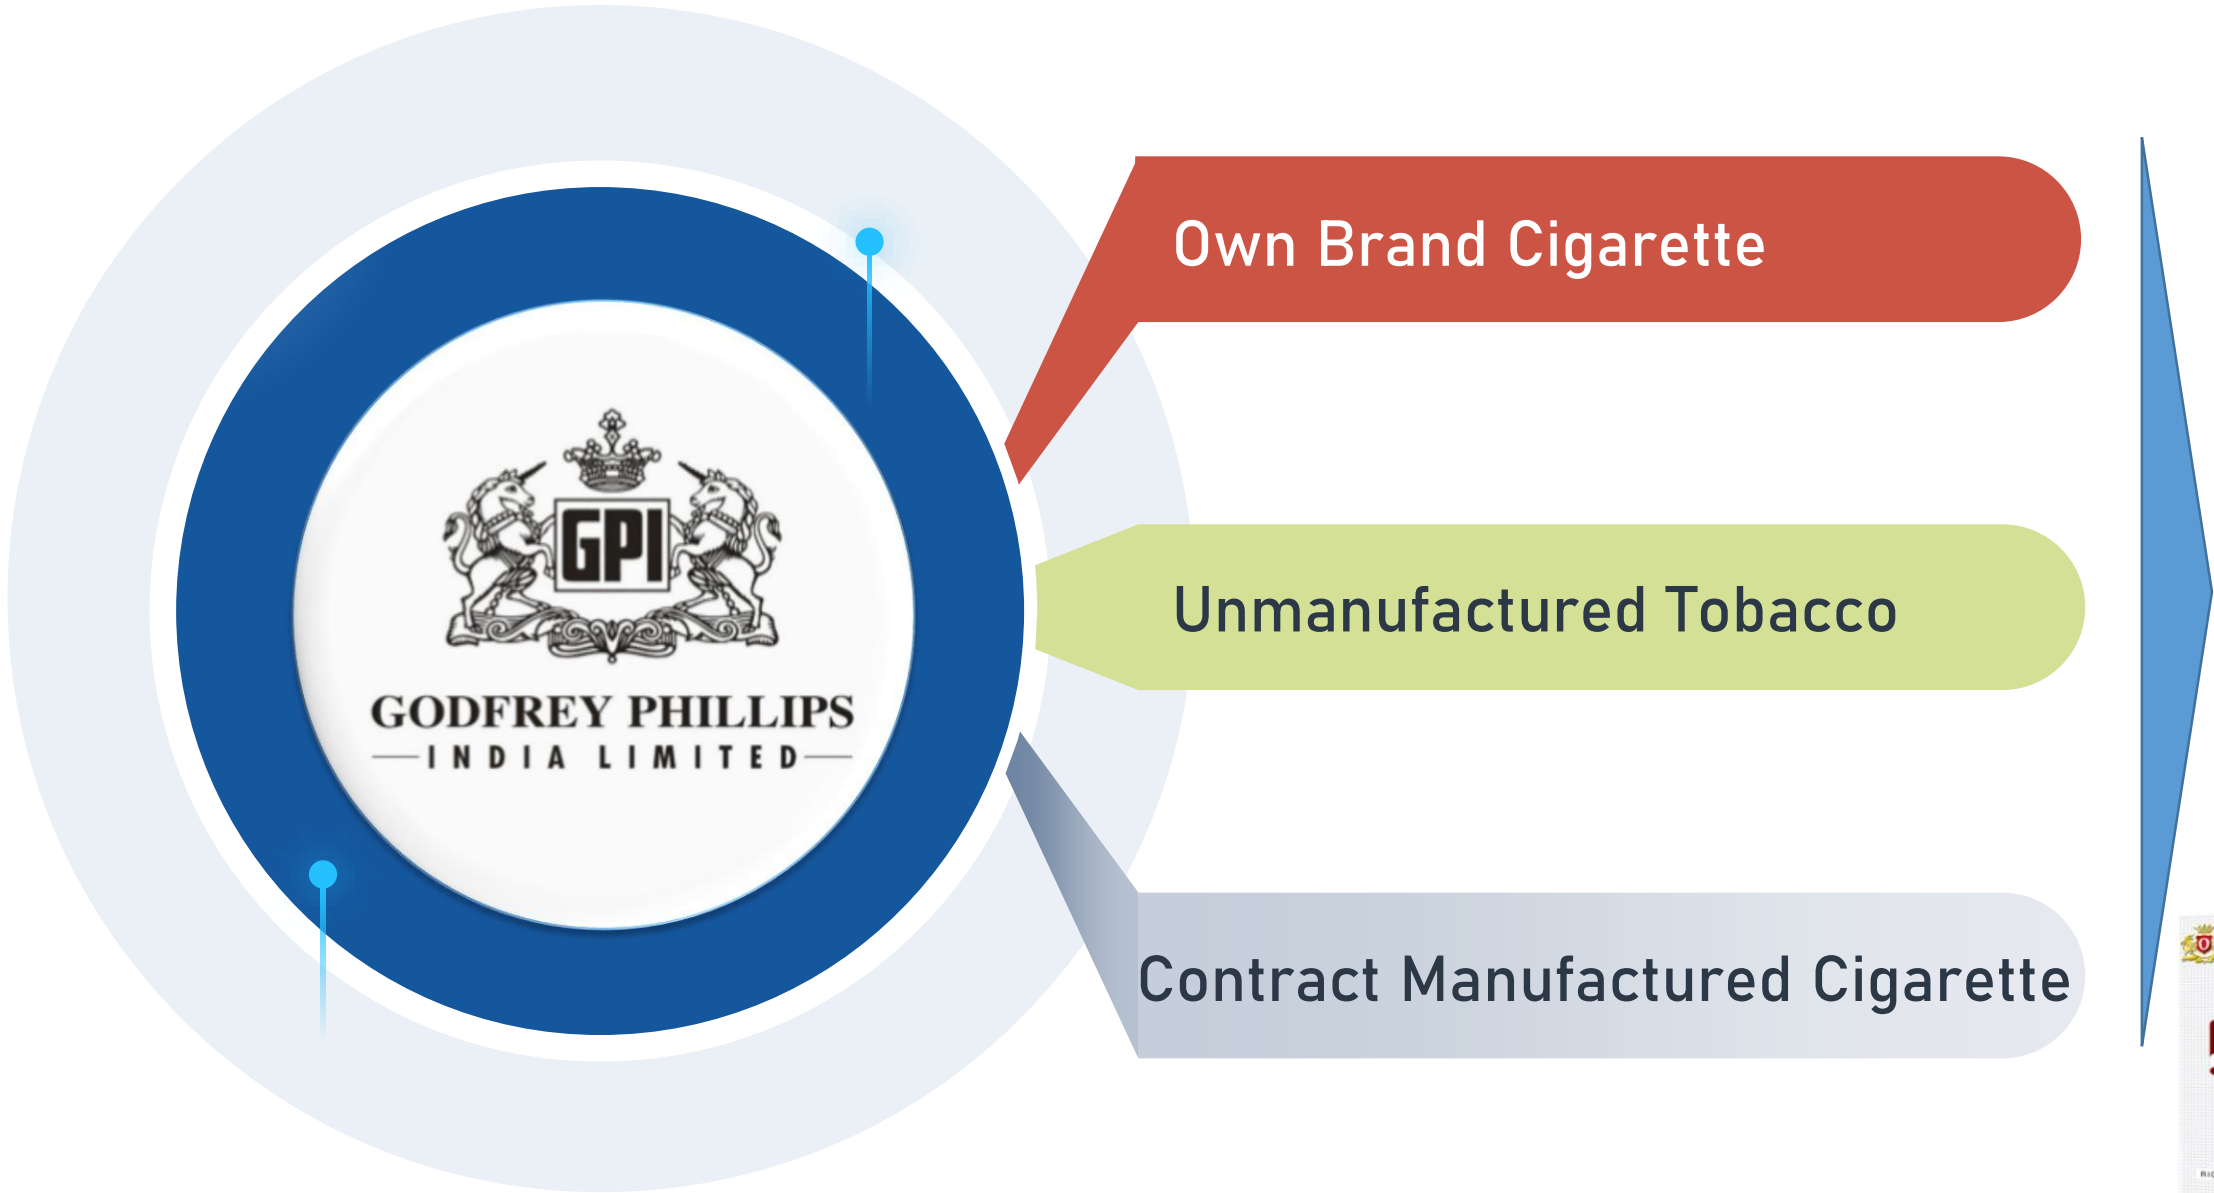 GPI
GODFREY PHILLIPS
INDIA LIMITED
Own Brand Cigarette
Unmanufactured Tobacco
Contract Manufactured Cigarette